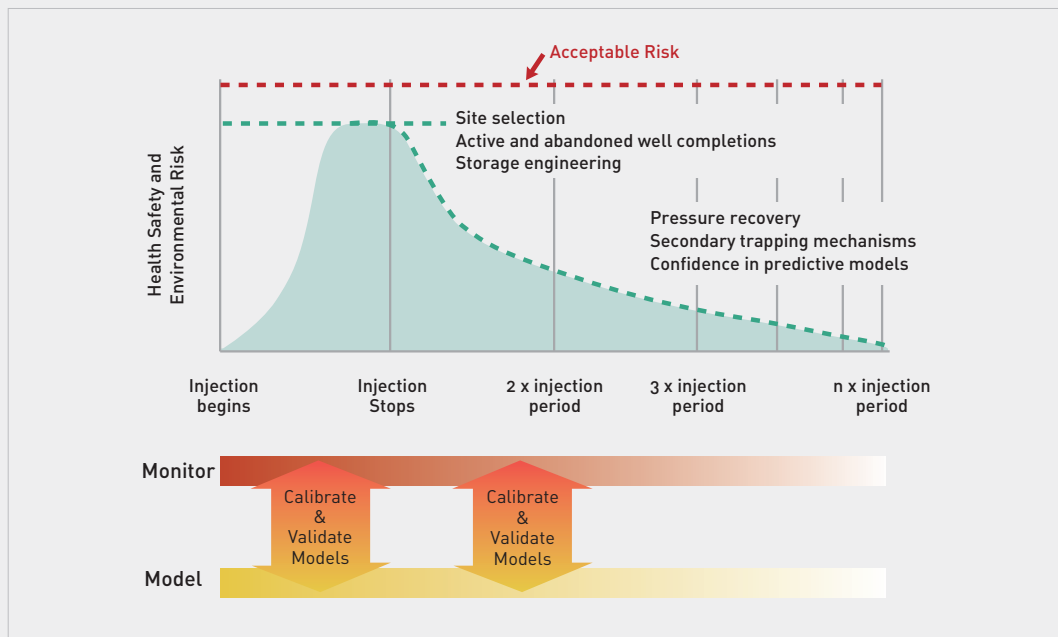 Acceptable Risk
Health Safety and
Environmental Risk
Site selection
Active and abandoned well completions
Storage engineering
Pressure recovery
Secondary trapping mechanisms
Confidence in predictive models
Injection
begins
Injection
Stops
2 x injection
period
3 x injection
period
n x injection
period
Monitor
Calibrate
&
Validate
Models
Calibrate
&
Validate
Models
Model